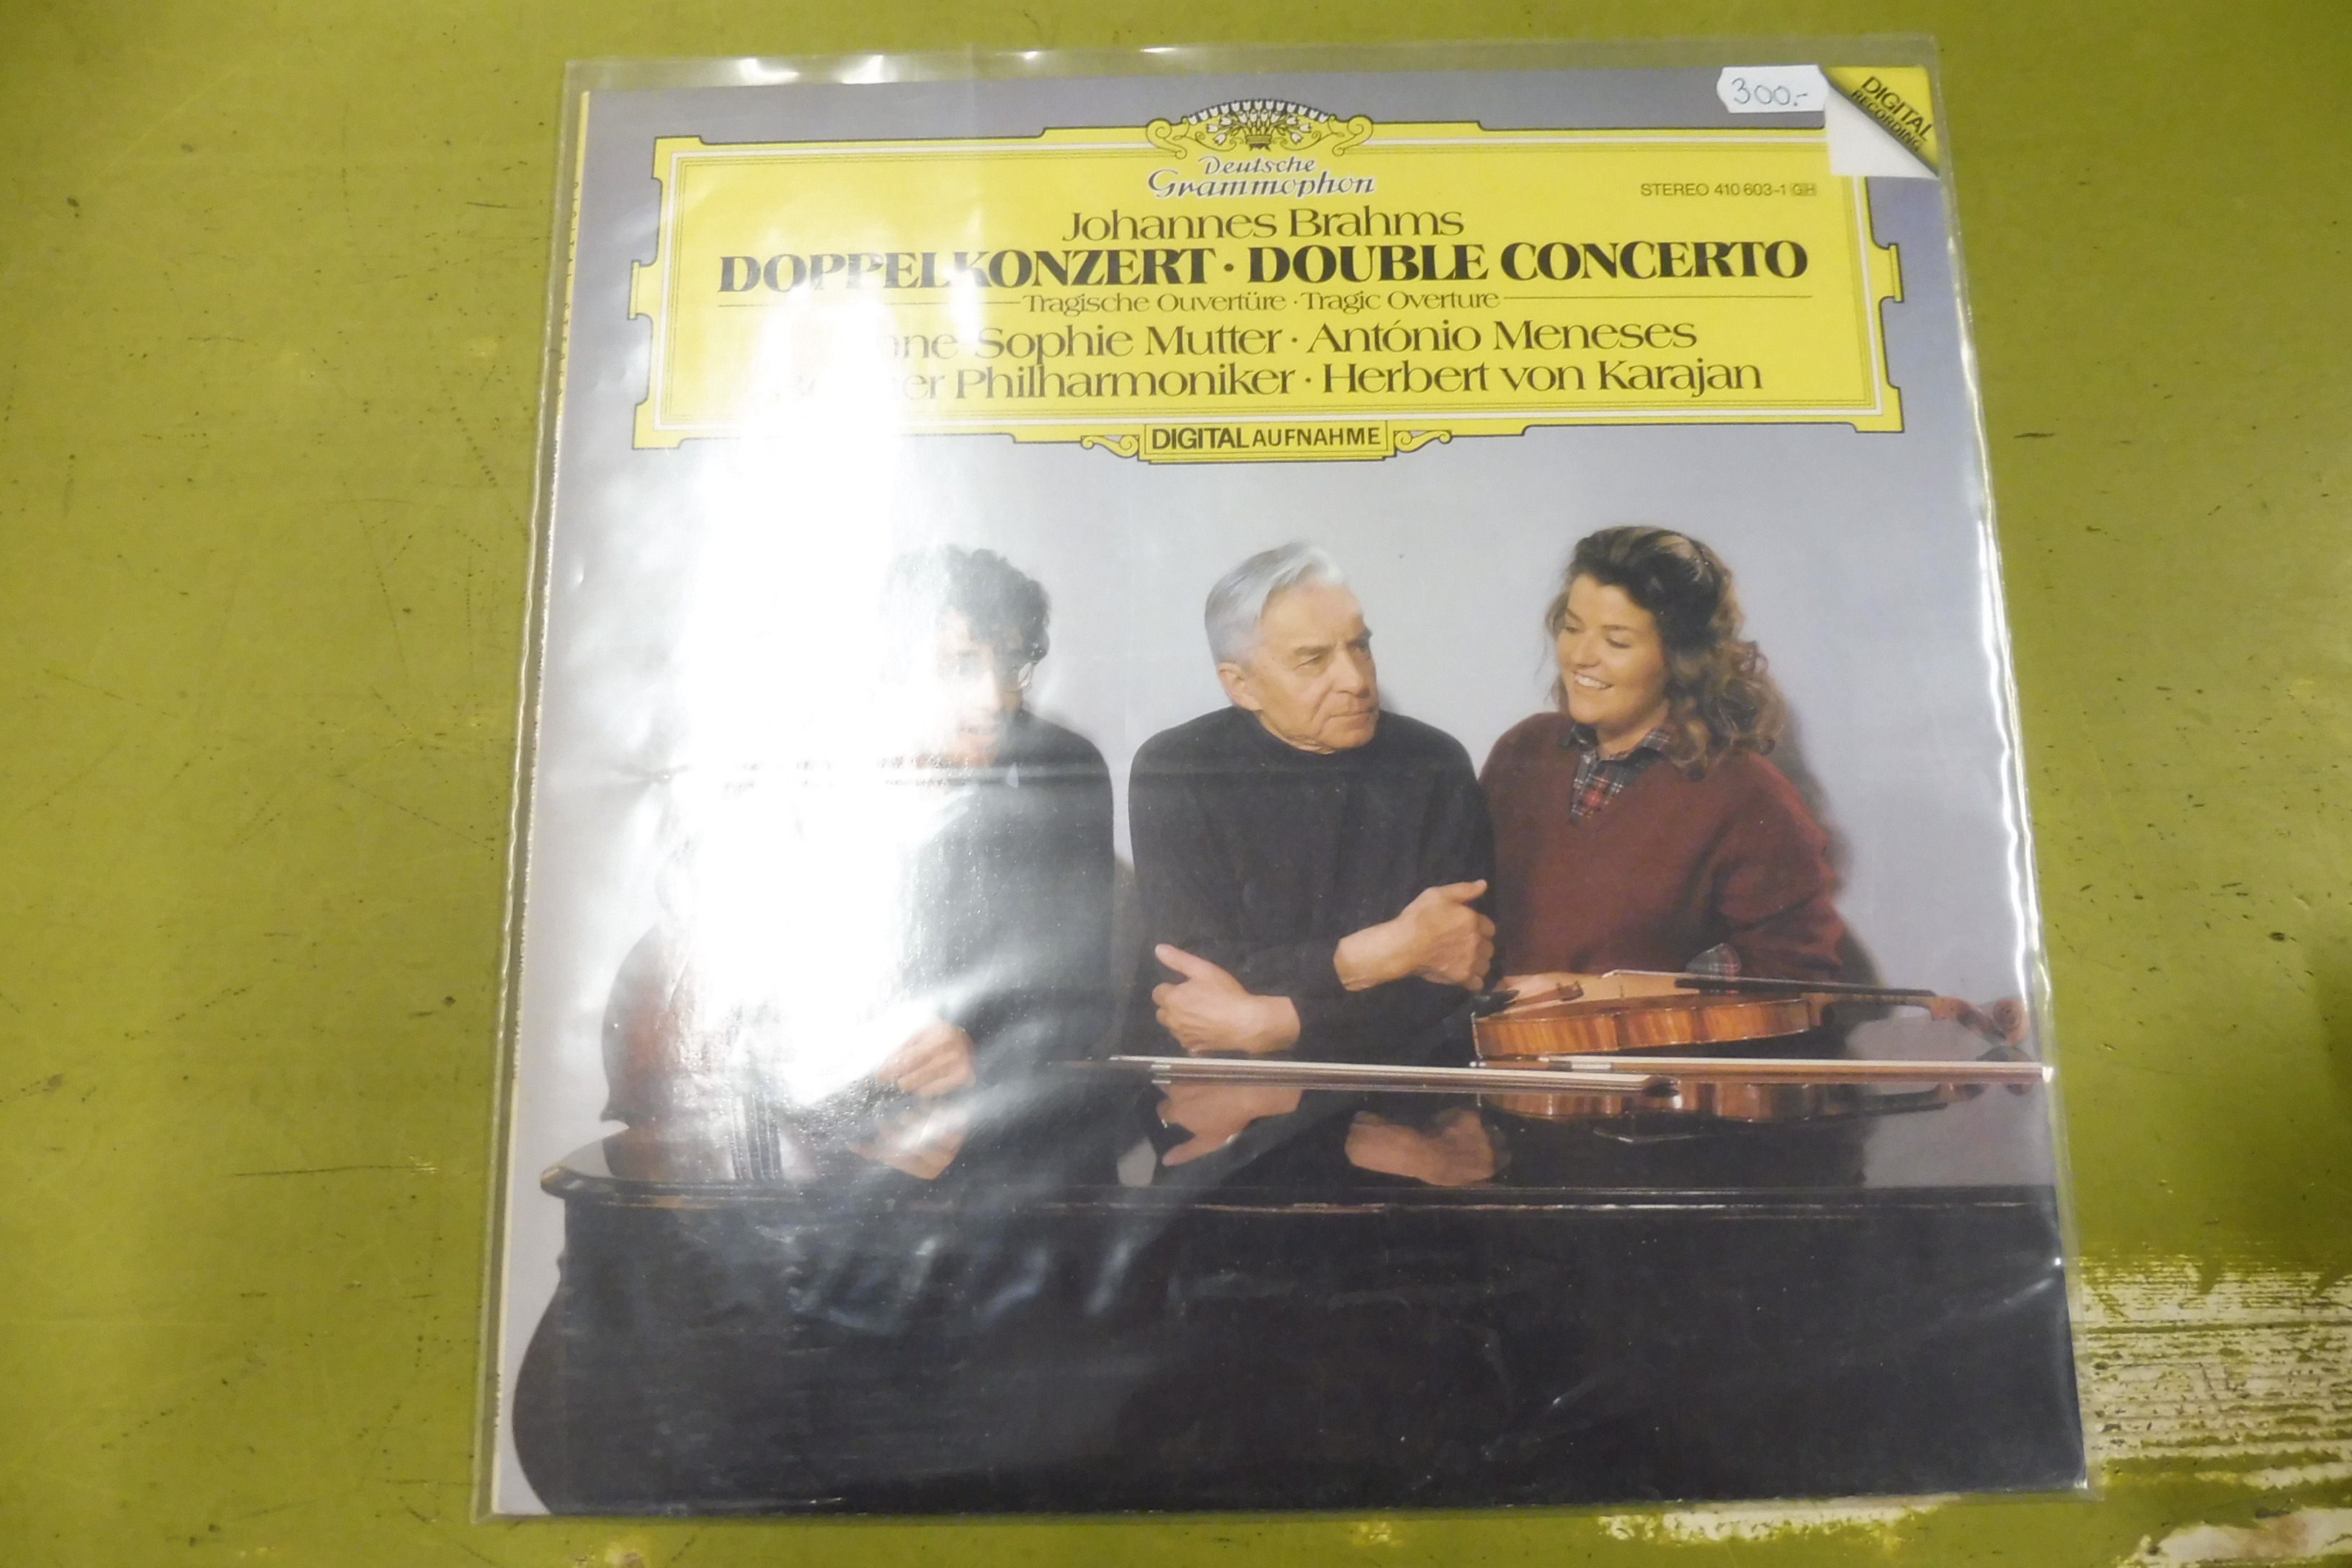 300.-
DIGITAL
RECORDING
Deutsche
Grammophon
STEREO 410 603-1 GH
Johannes Brahms
DOPPELKONZERT · DOUBLE CONCERTO
Tragische Ouvertüre · Tragic Overture
Sophie Mutter · António Meneses
Philharmoniker · Herbert von Karajan
DIGITAL AUFNAHME